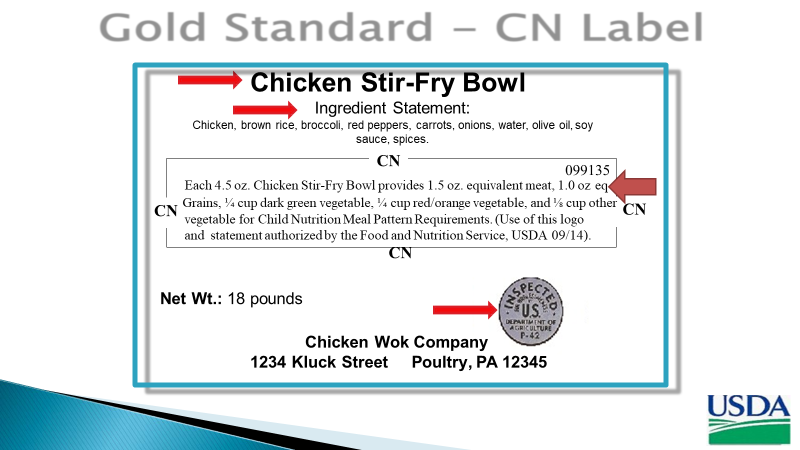 Gold Standard – CN Label
Chicken Stir-Fry Bowl
Ingredient Statement:
Chicken, brown rice, broccoli, red peppers, carrots, onions, water, olive oil, soy
sauce, spices.
CN
099135
Each 4.5 oz. Chicken Stir-Fry Bowl provides 1.5 oz. equivalent meat, 1.0 oz eq
Grains, ¼ cup dark green vegetable, ¼ cup red/orange vegetable, and ⅛ cup other
CN
CN
vegetable for Child Nutrition Meal Pattern Requirements. (Use of this logo
and statement authorized by the Food and Nutrition Service, USDA 09/14).
CN
Net Wt.: 18 pounds
INSPECTED
U.S.
DEPARTMENT OF
AGRICULTURE
P-42
Chicken Wok Company
1234 Kluck Street Poultry, PA 12345
USDA